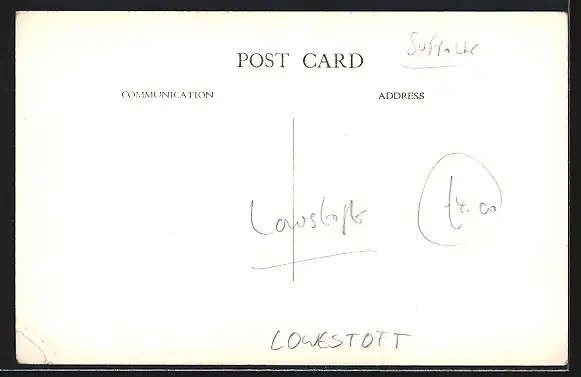 Suffolk
POST CARD
COMMUNICATION
ADDRESS
Lowestoft
£4.00
LOWESTOFT